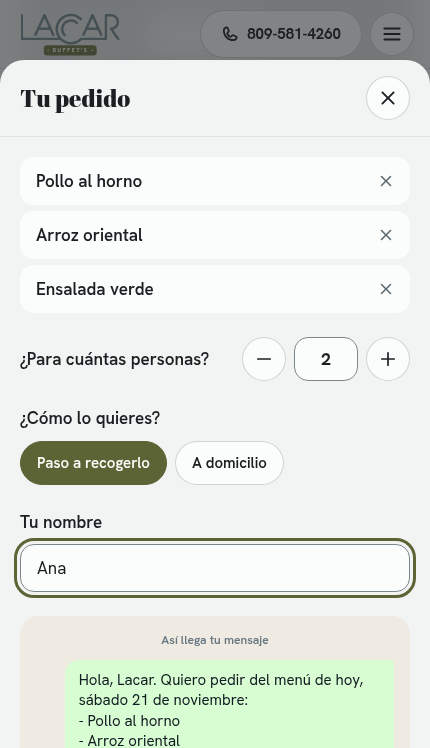 LACAR
· BUFFET'S ·
809-581-4260
Tu pedido
Pollo al horno
Arroz oriental
Ensalada verde
¿Para cuántas personas?
2
¿Cómo lo quieres?
Paso a recogerlo
A domicilio
Tu nombre
Ana
Así llega tu mensaje
Hola, Lacar. Quiero pedir del menú de hoy,
sábado 21 de noviembre:
- Pollo al horno
- Arroz oriental